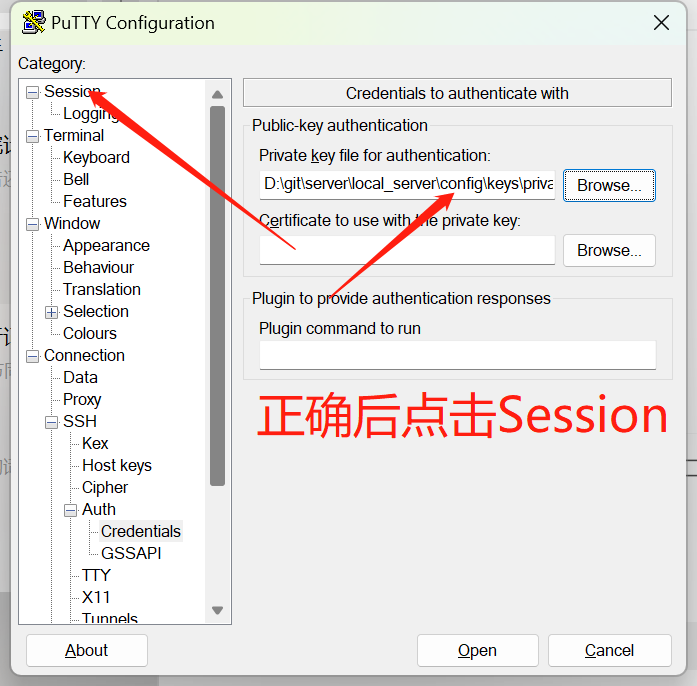 PuTTY Configuration
Category:
Session
Logging
Terminal
Keyboard
Bell
Features
Window
Appearance
Behaviour
Translation
Selection
Colours
Connection
Data
Proxy
SSH
Kex
Host keys
Cipher
Auth
Credentials
GSSAPI
TTY
X11
Tunnels
Credentials to authenticate with
Public-key authentication
Private key file for authentication:
D:\git\server\local_server\config\keys\priva
Browse...
Certificate to use with the private key:
Browse...
Plugin to provide authentication responses
Plugin command to run
正确后点击Session
About
Open
Cancel